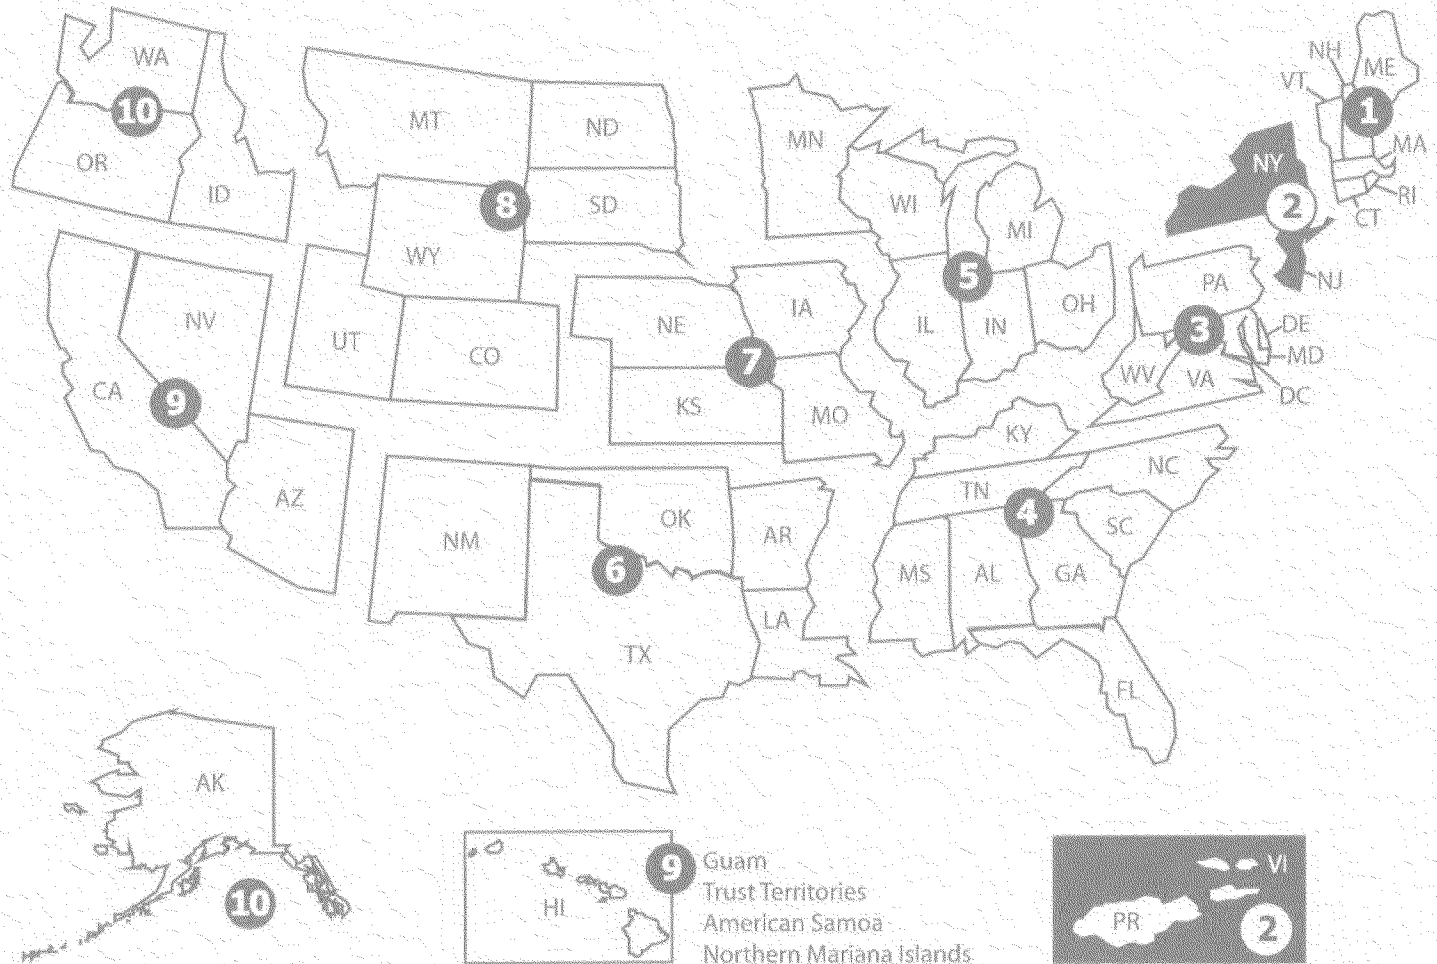 WA
10
OR
ID
MT
ND
8
SD
WY
MN
WI
MI
5
IL
IN
OH
NH
VT
ME
1
MA
RI
CT
NY
2
NJ
PA
3
DE
MD
DC
WV
VA
NV
CA
9
UT
CO
AZ
NE
IA
7
KS
MO
KY
TN
NC
4
SC
MS
AL
GA
FL
NM
OK
AR
6
TX
LA
AK
10
HI
9
Guam
Trust Territories
American Samoa
Northern Mariana Islands
VI
PR
2